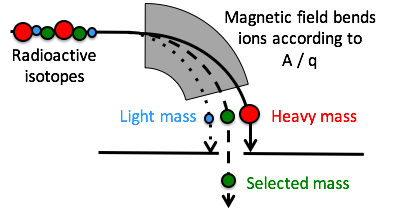 Magnetic field bends
ions according to
A / q
Radioactive
isotopes
Light mass
Heavy mass
Selected mass